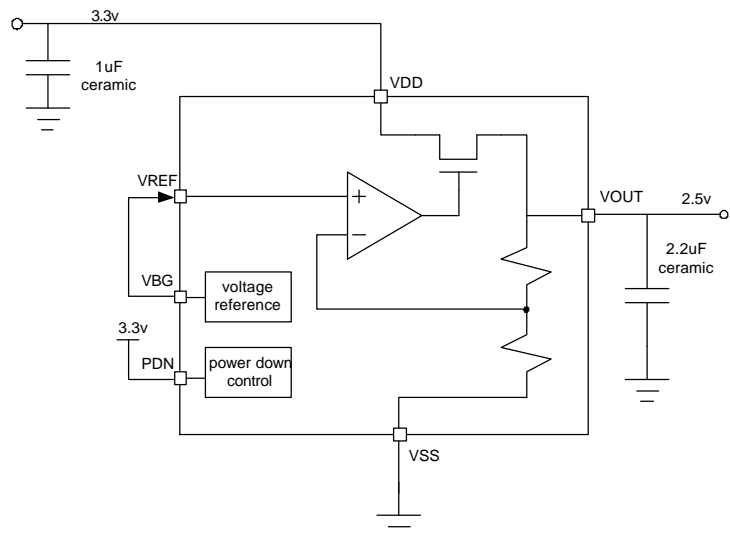 3.3v
1uF
ceramic
VDD
VREF
+
−
VOUT
2.5v
2.2uF
ceramic
VBG
voltage
reference
3.3v
PDN
power down
control
VSS